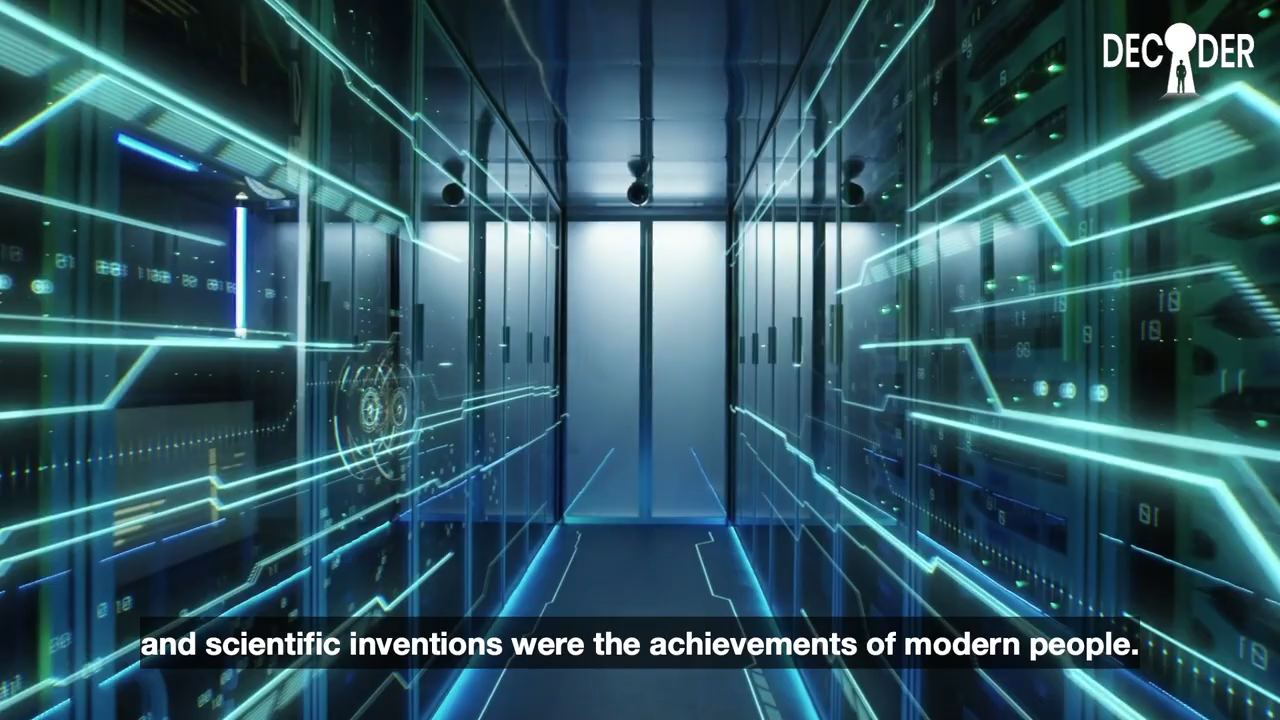 DECODER
and scientific inventions were the achievements of modern people.